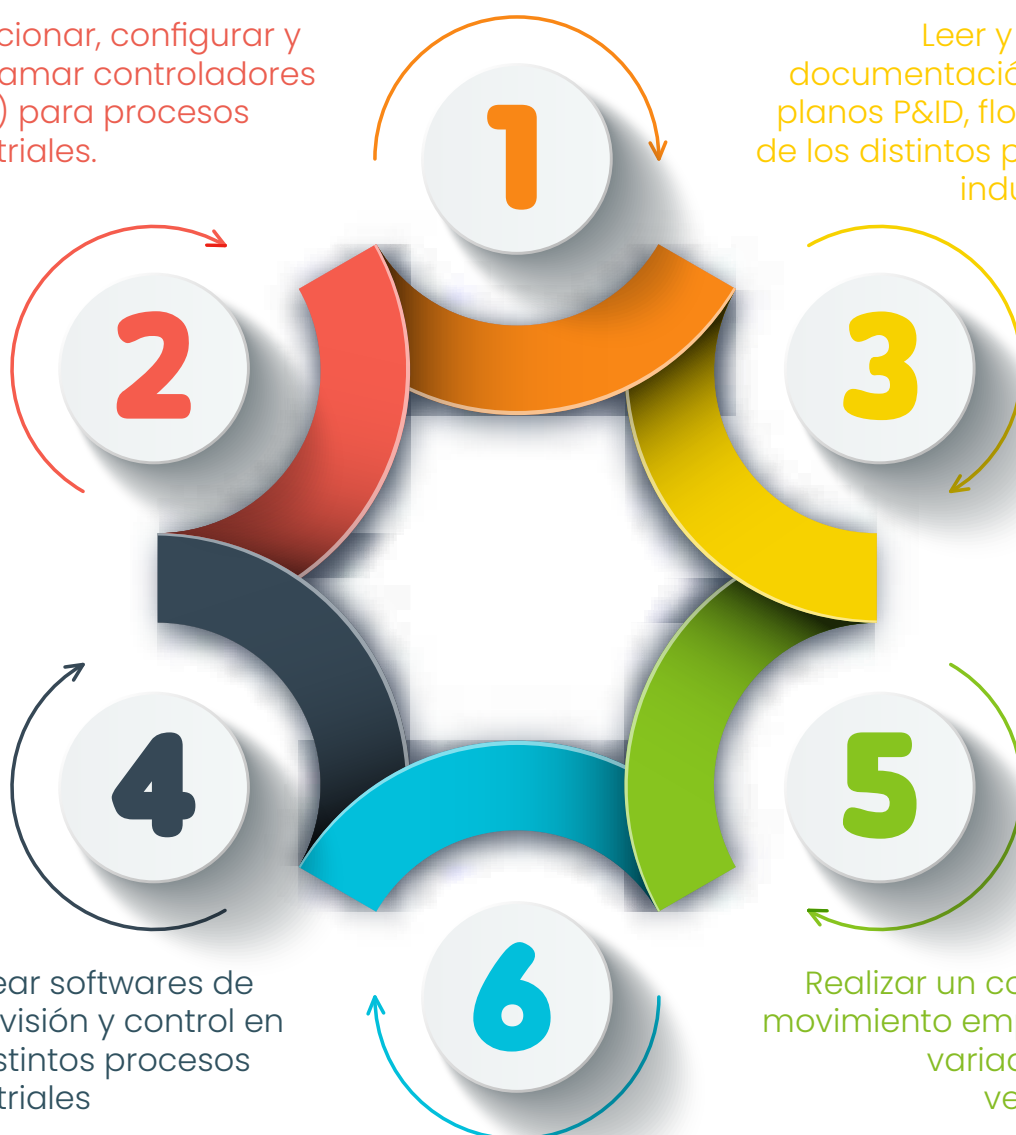 cionar, configurar y
amar controladores
) para procesos
triales.
1
Leer y
documentació
planos P&ID, flo
de los distintos p
indu
2
3
4
5
ear softwares de
visión y control en
stintos procesos
triales
6
Realizar un co
movimiento em
variad
ve